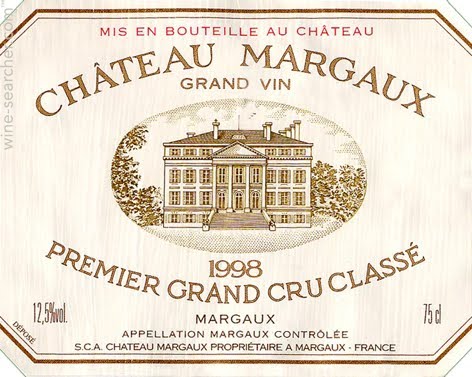 MIS EN BOUTEILLE AU CHÂTEAU
CHÂTEAU MARGAUX
GRAND VIN
1998
PREMIER GRAND CRU CLASSÉ
12,5%vol.
MARGAUX
75 cl
DÉPOSÉ
APPELLATION MARGAUX CONTRÔLÉE
S.C.A. CHATEAU MARGAUX PROPRIÉTAIRE A MARGAUX - FRANCE
wine-searcher.com